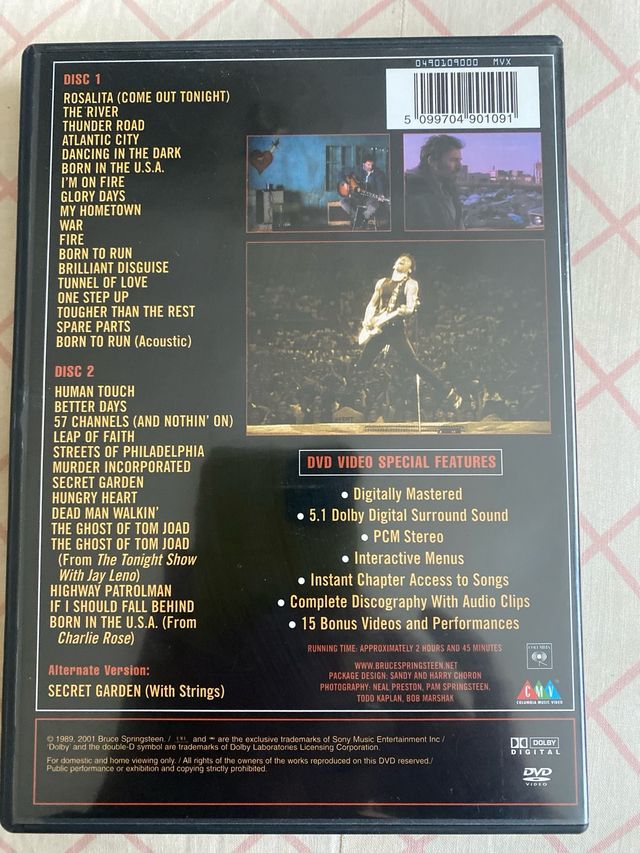 DISC 1
ROSALITA (COME OUT TONIGHT)
THE RIVER
THUNDER ROAD
ATLANTIC CITY
DANCING IN THE DARK
BORN IN THE U.S.A.
I'M ON FIRE
GLORY DAYS
MY HOMETOWN
WAR
FIRE
BORN TO RUN
BRILLIANT DISGUISE
TUNNEL OF LOVE
ONE STEP UP
TOUGHER THAN THE REST
SPARE PARTS
BORN TO RUN (Acoustic)
DISC 2
HUMAN TOUCH
BETTER DAYS
57 CHANNELS (AND NOTHIN' ON)
LEAP OF FAITH
STREETS OF PHILADELPHIA
MURDER INCORPORATED
SECRET GARDEN
HUNGRY HEART
DEAD MAN WALKIN'
THE GHOST OF TOM JOAD
THE GHOST OF TOM JOAD
(From The Tonight Show
With Jay Leno)
HIGHWAY PATROLMAN
IF I SHOULD FALL BEHIND
BORN IN THE U.S.A. (From
Charlie Rose)
Alternate Version:
SECRET GARDEN (With Strings)
0490109000 MVX
5 099704 901091
DVD VIDEO SPECIAL FEATURES
• Digitally Mastered
• 5.1 Dolby Digital Surround Sound
• PCM Stereo
• Interactive Menus
• Instant Chapter Access to Songs
• Complete Discography With Audio Clips
• 15 Bonus Videos and Performances
RUNNING TIME: APPROXIMATELY 2 HOURS AND 45 MINUTES
WWW.BRUCESPRINGSTEEN.NET
PACKAGE DESIGN: SANDY AND HARRY CHORON
PHOTOGRAPHY: NEAL PRESTON, PAM SPRINGSTEEN,
TODD KAPLAN, BOB MARSHAK
COLUMBIA
CMV
COLUMBIA MUSIC VIDEO
© 1989, 2001 Bruce Springsteen. / and are the exclusive trademarks of Sony Music Entertainment Inc /
'Dolby' and the double-D symbol are trademarks of Dolby Laboratories Licensing Corporation.
For domestic and home viewing only. / All rights of the owners of the works reproduced on this DVD reserved./
Public performance or exhibition and copying strictly prohibited.
DOLBY
DIGITAL
DVD
VIDEO